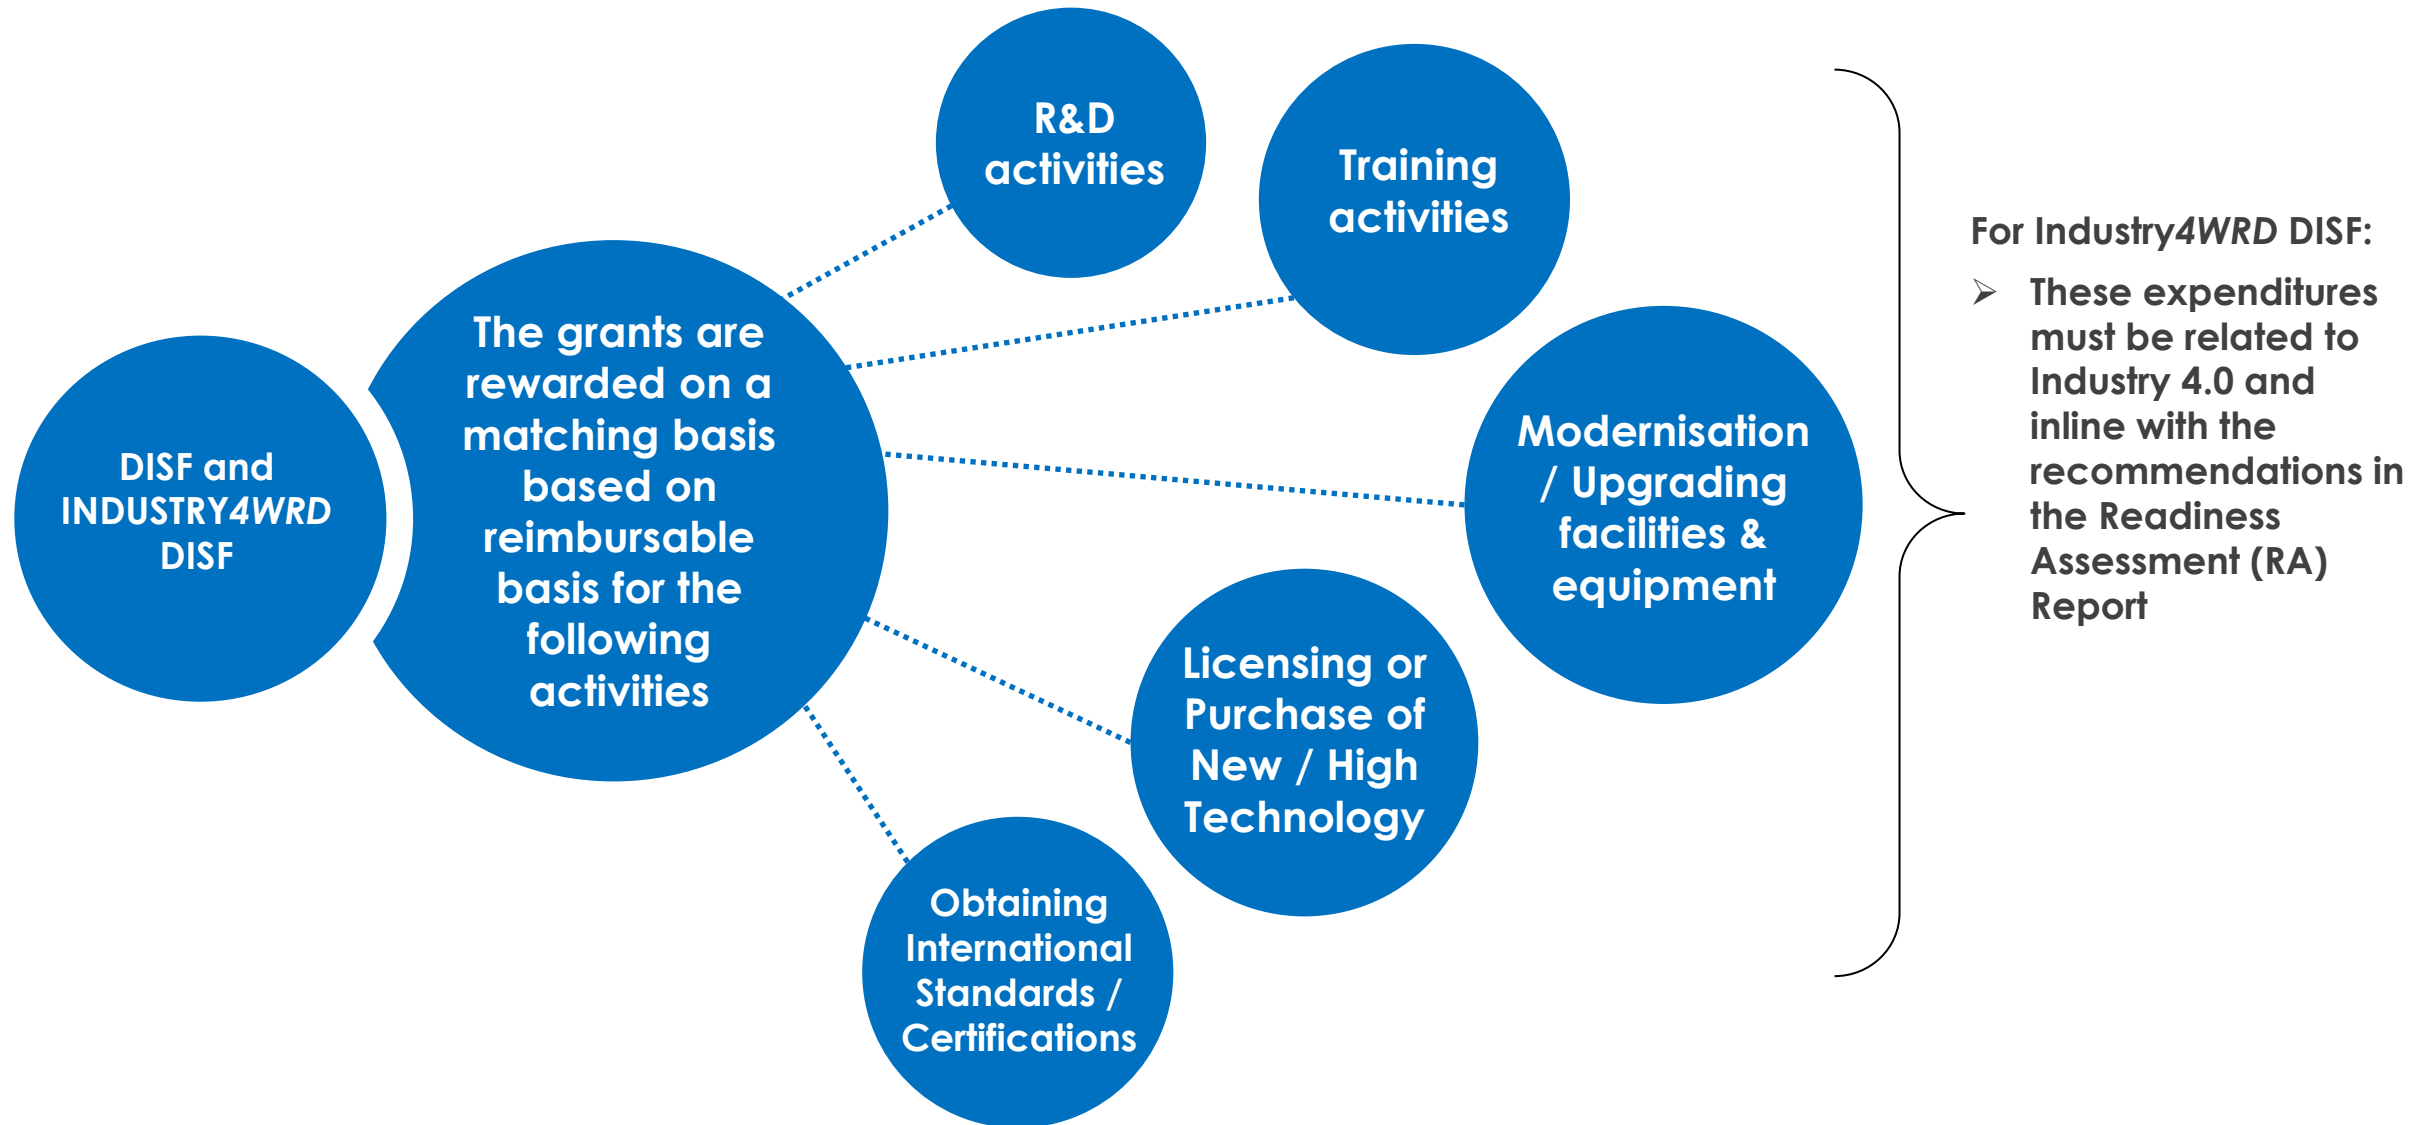 DISF and
INDUSTRY4WRD
DISF
The grants are
rewarded on a
matching basis
based on
reimbursable
basis for the
following
activities
R&D
activities
Training
activities
Modernisation
/ Upgrading
facilities &
equipment
Licensing or
Purchase of
New / High
Technology
Obtaining
International
Standards /
Certifications
For Industry4WRD DISF:
➢ These expenditures
must be related to
Industry 4.0 and
inline with the
recommendations in
the Readiness
Assessment (RA)
Report